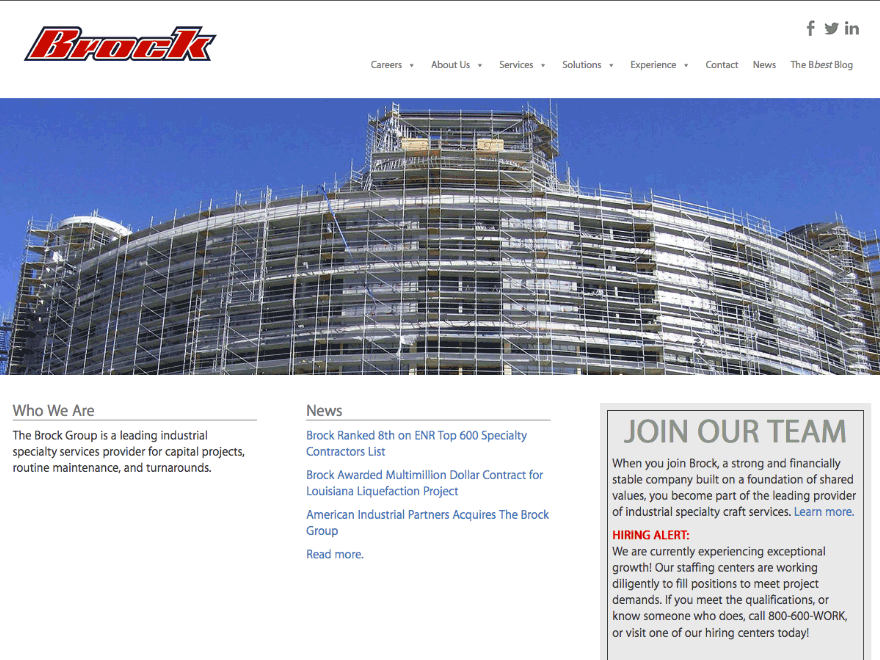 Brock
Careers
About Us
Services
Solutions
Experience
Contact
News
The Bbest Blog
Who We Are
The Brock Group is a leading industrial
specialty services provider for capital projects,
routine maintenance, and turnarounds.
News
Brock Ranked 8th on ENR Top 600 Specialty
Contractors List
Brock Awarded Multimillion Dollar Contract for
Louisiana Liquefaction Project
American Industrial Partners Acquires The Brock
Group
Read more.
JOIN OUR TEAM
When you join Brock, a strong and financially
stable company built on a foundation of shared
values, you become part of the leading provider
of industrial specialty craft services. Learn more.
HIRING ALERT:
We are currently experiencing exceptional
growth! Our staffing centers are working
diligently to fill positions to meet project
demands. If you meet the qualifications, or
know someone who does, call 800-600-WORK,
or visit one of our hiring centers today!